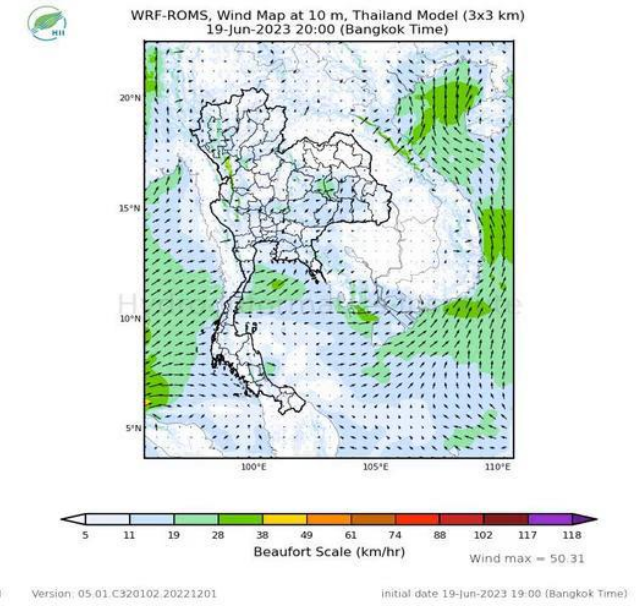 HII
WRF-ROMS, Wind Map at 10 m, Thailand Model (3x3 km)
19-Jun-2023 20:00 (Bangkok Time)
20°N
15°N
10°N
5°N
100°E 105°E 110°E
5 11 19 28 38 49 61 74 88 102 117 118
Beaufort Scale (km/hr)
Wind max = 50.31
Version: 05.01.C320102.20221201 initial date 19-Jun-2023 19:00 (Bangkok Time)